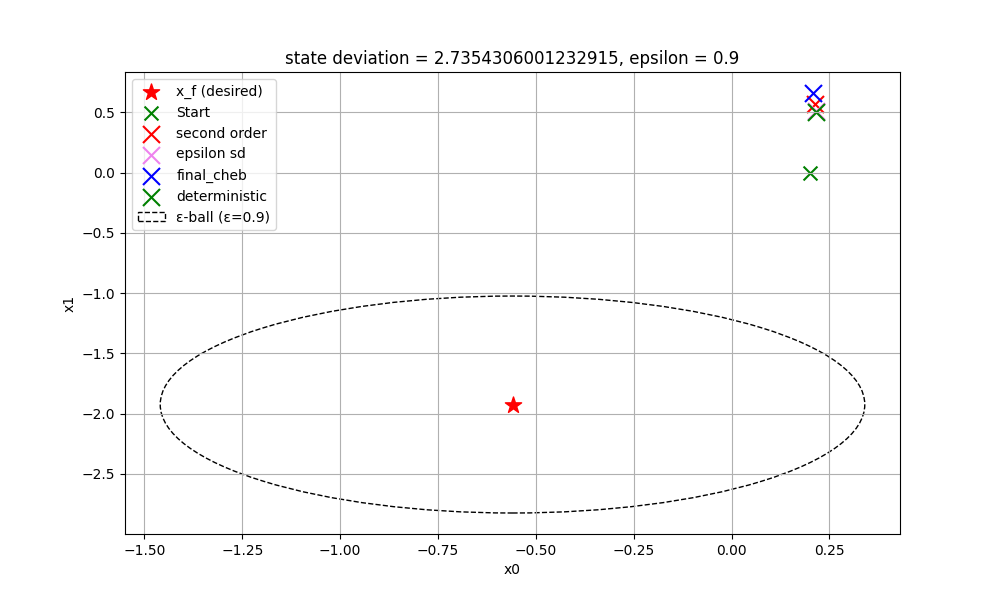 state deviation = 2.7354306001232915, epsilon = 0.9
x_f (desired)
Start
second order
epsilon sd
final_cheb
deterministic
ε-ball (ε=0.9)
0.5
0.0
−0.5
−1.0
−1.5
−2.0
−2.5
x1
−1.50 −1.25 −1.00 −0.75 −0.50 −0.25 0.00 0.25
x0